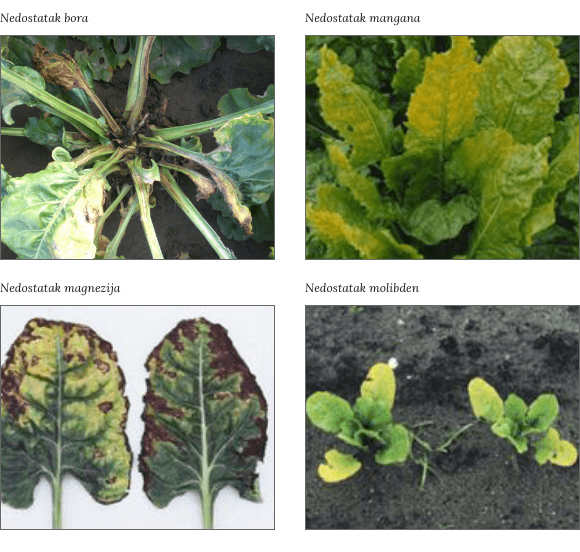 Nedostatak bora
Nedostatak mangana
Nedostatak magnezija
Nedostatak molibden